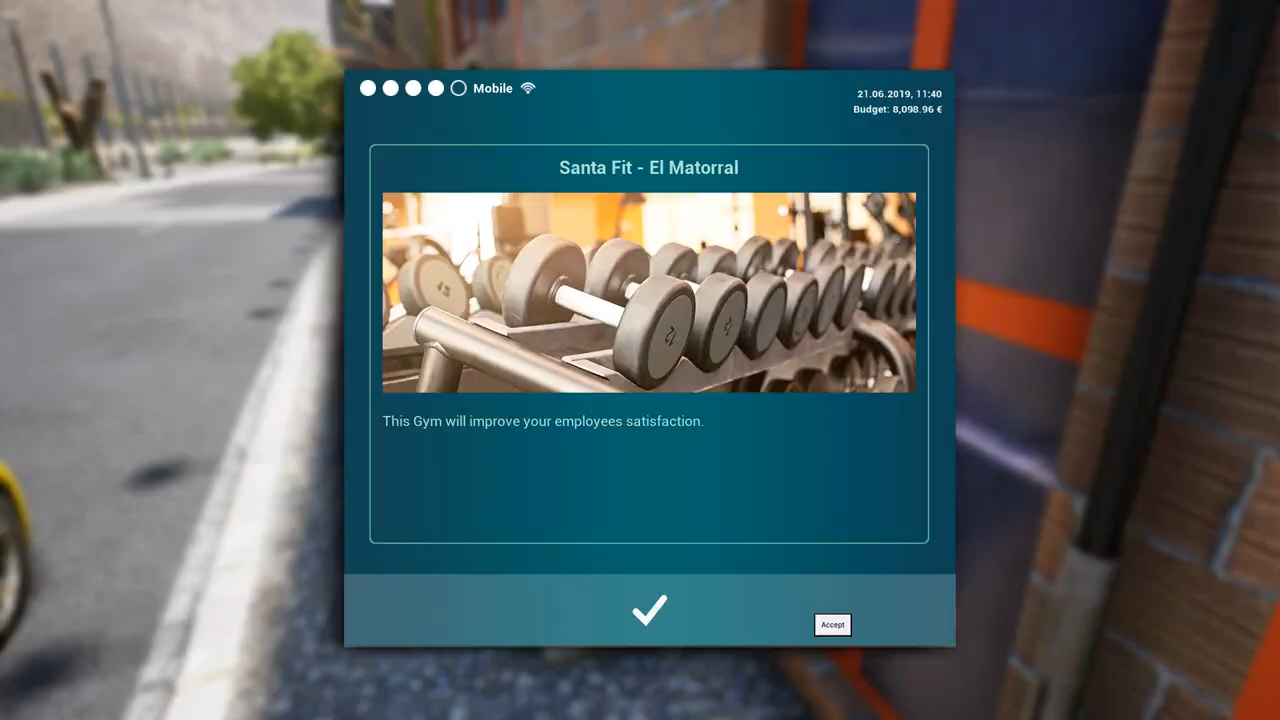 Mobile
21.06.2019, 11:40
Budget: 8,098.96 €
Santa Fit - El Matorral
12
This Gym will improve your employees satisfaction.
Accept